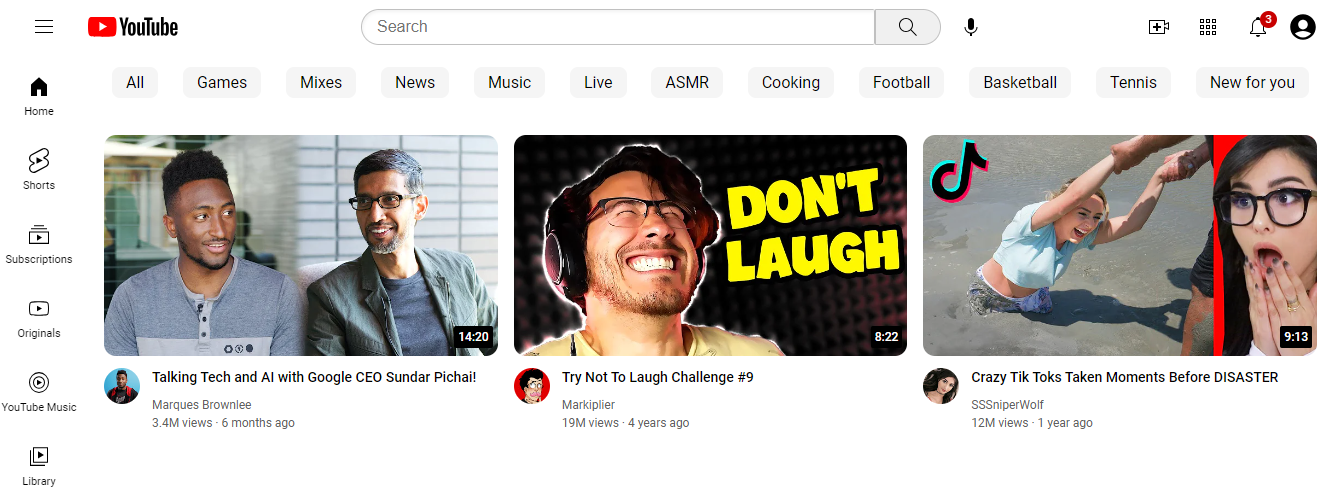 YouTube
Search
3
All
Games
Mixes
News
Music
Live
ASMR
Cooking
Football
Basketball
Tennis
New for you
Home
Shorts
Subscriptions
Originals
YouTube Music
Library
14:20
Talking Tech and AI with Google CEO Sundar Pichai!
Marques Brownlee
3.4M views · 6 months ago
DON'T
LAUGH
8:22
Try Not To Laugh Challenge #9
Markiplier
19M views · 4 years ago
9:13
Crazy Tik Toks Taken Moments Before DISASTER
SSSniperWolf
12M views · 1 year ago